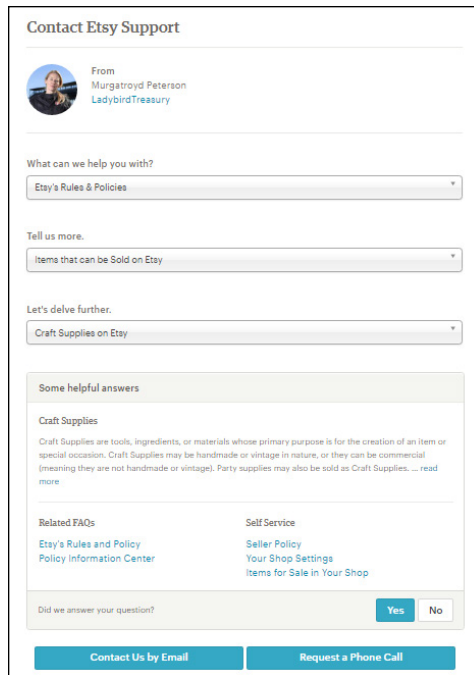 Contact Etsy Support
From
Murgatroyd Peterson
LadybirdTreasury
What can we help you with?
Etsy's Rules & Policies
Tell us more.
Items that can be Sold on Etsy
Let's delve further.
Craft Supplies on Etsy
Some helpful answers
Craft Supplies
Craft Supplies are tools, ingredients, or materials whose primary purpose is for the creation of an item or
special occasion. Craft Supplies may be handmade or vintage in nature, or they can be commercial
(meaning they are not handmade or vintage). Party supplies may also be sold as Craft Supplies. ... read
more
Related FAQs
Etsy's Rules and Policy
Policy Information Center
Self Service
Seller Policy
Your Shop Settings
Items for Sale in Your Shop
Did we answer your question?
Yes
No
Contact Us by Email
Request a Phone Call